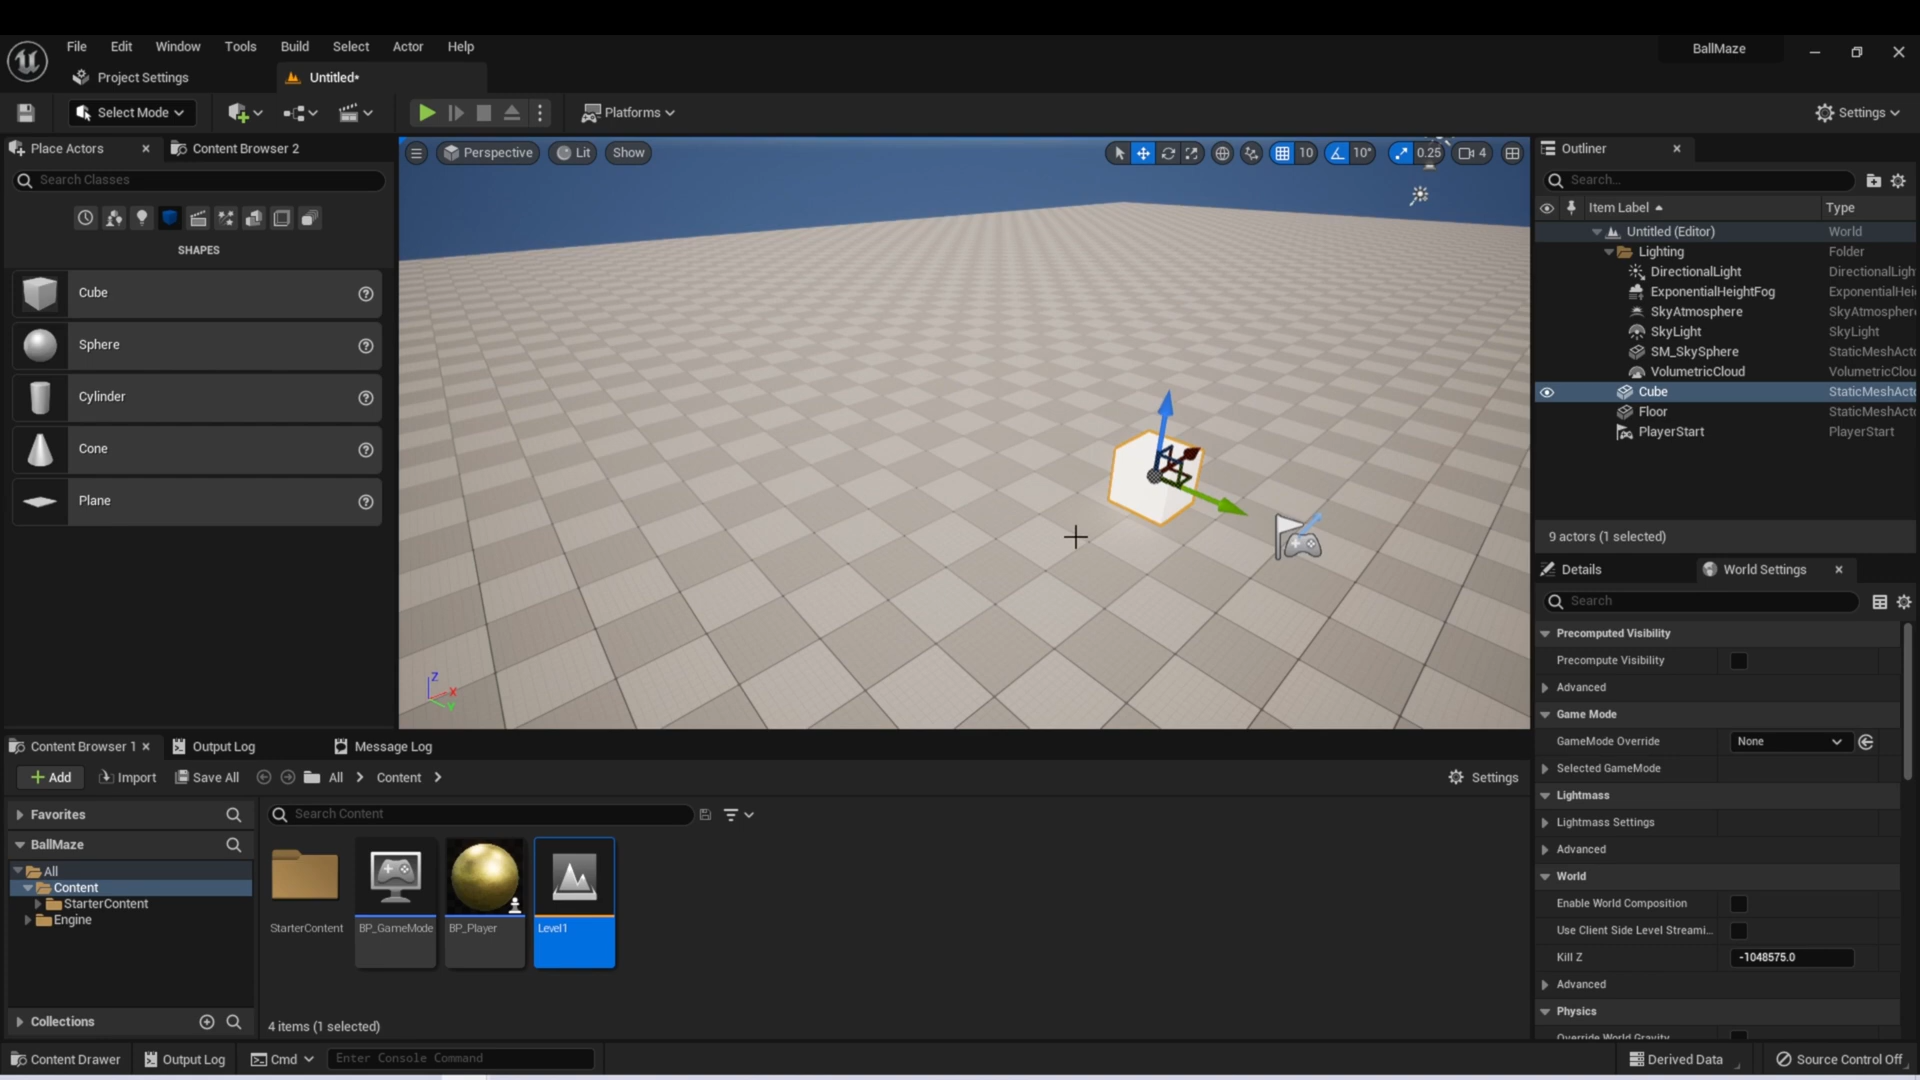 File Edit Window Tools Build Select Actor Help
BallMaze
Project Settings
Untitled*
Select Mode
Platforms
Settings
Place Actors
Content Browser 2
Search Classes
SHAPES
Cube
Sphere
Cylinder
Cone
Plane
Perspective
Lit
Show
10
10°
0.25
4
Z
X
Y
Outliner
Search...
Item Label Type
Untitled (Editor) World
Lighting Folder
DirectionalLight DirectionalLigh
ExponentialHeightFog ExponentialHei
SkyAtmosphere SkyAtmospher
SkyLight SkyLight
SM_SkySphere StaticMeshActo
VolumetricCloud VolumetricClou
Cube StaticMeshActo
Floor StaticMeshActo
PlayerStart PlayerStart
9 actors (1 selected)
Details
World Settings
Search
Precomputed Visibility
Precompute Visibility
Advanced
Game Mode
GameMode Override None
Selected GameMode
Lightmass
Lightmass Settings
Advanced
World
Enable World Composition
Use Client Side Level Streami...
Kill Z -1048575.0
Advanced
Physics
Override World Gravity
Content Browser 1
Output Log
Message Log
Add
Import
Save All
All
Content
Settings
Favorites
BallMaze
All
Content
StarterContent
Engine
Collections
Search Content
StarterContent
BP_GameMode
BP_Player
Level1
4 items (1 selected)
Content Drawer
Output Log
Cmd
Enter Console Command
Derived Data
Source Control Off